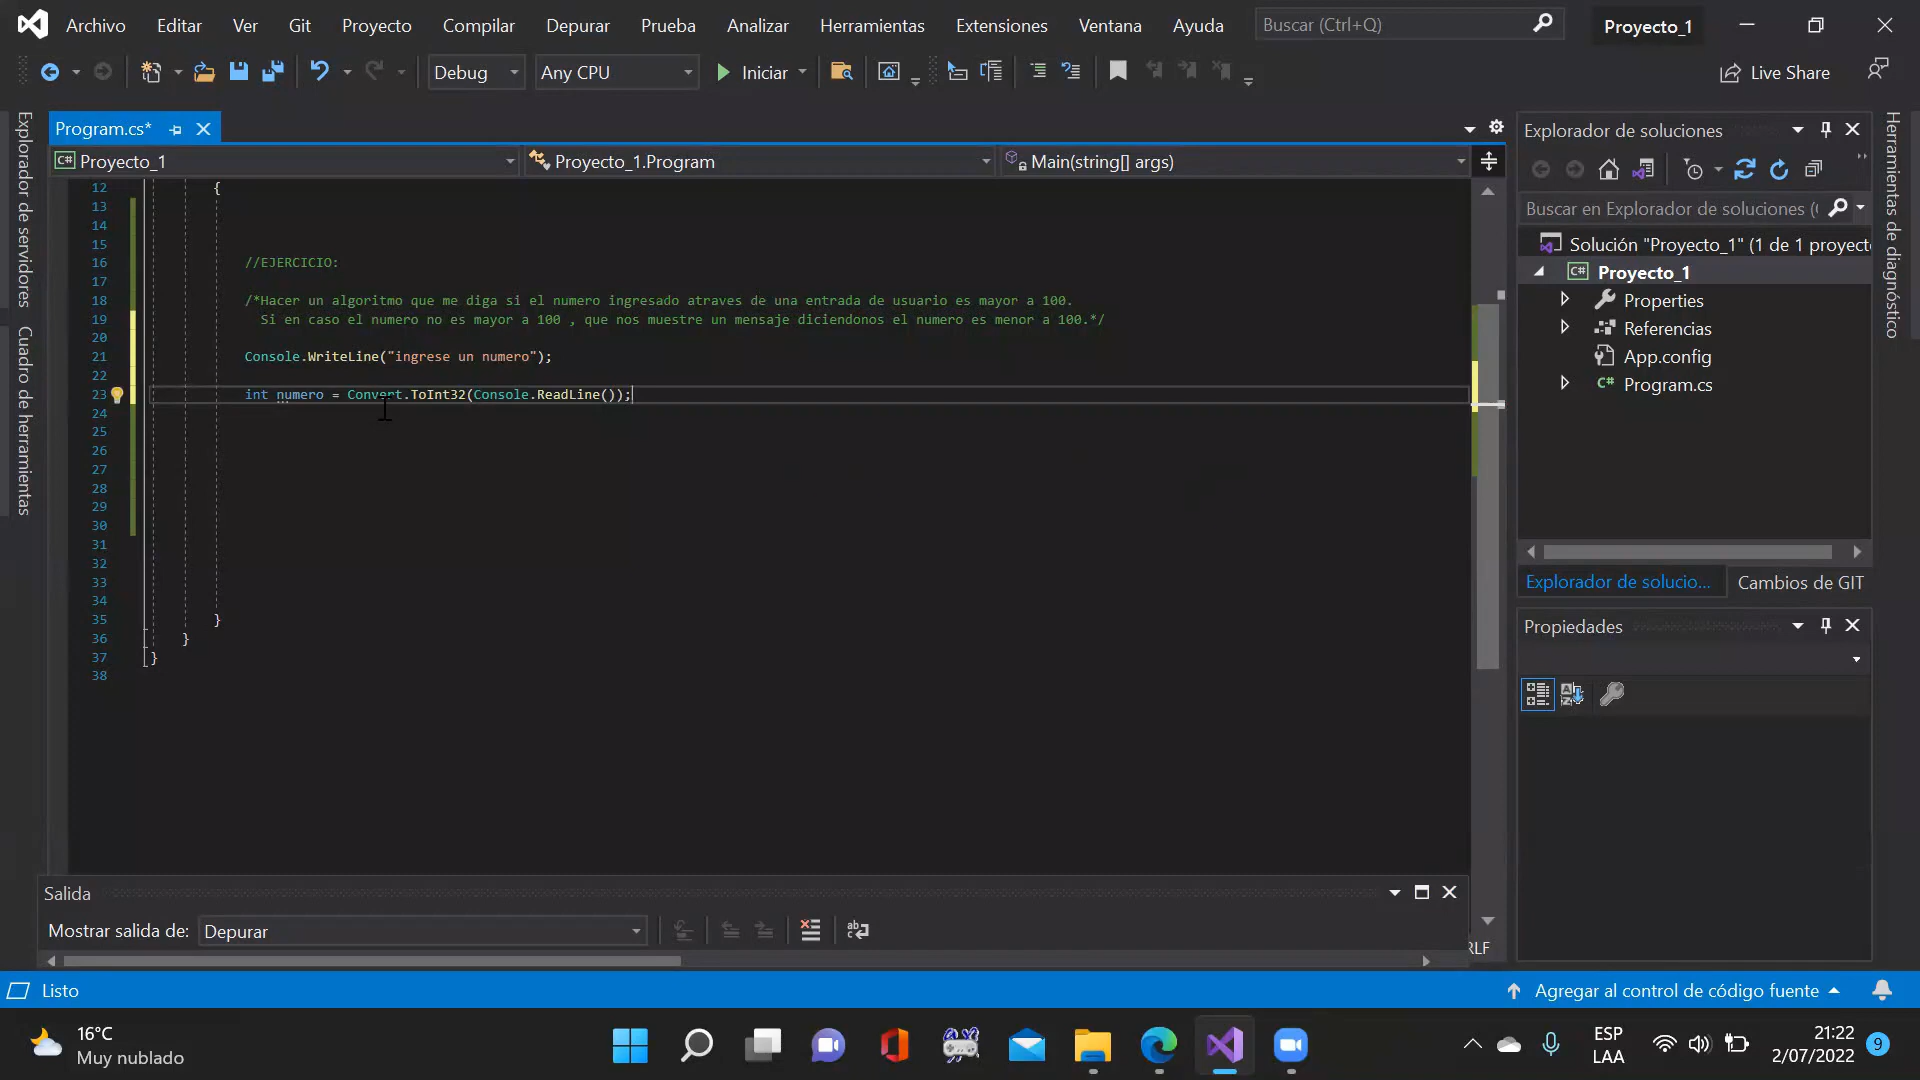 Archivo Editar Ver Git Proyecto Compilar Depurar Prueba Analizar Herramientas Extensiones Ventana Ayuda Buscar (Ctrl+Q) Proyecto_1
Debug Any CPU Iniciar Live Share
Explorador de servidores
Cuadro de herramientas
Program.cs*
C# Proyecto_1 Proyecto_1.Program Main(string[] args)
12 {
13
14
15
16 //EJERCICIO:
17
18 /*Hacer un algoritmo que me diga si el numero ingresado atraves de una entrada de usuario es mayor a 100.
19 Si en caso el numero no es mayor a 100 , que nos muestre un mensaje diciendonos el numero es menor a 100.*/
20
21 Console.WriteLine("ingrese un numero");
22
23 int numero = Convert.ToInt32(Console.ReadLine());
24
25
26
27
28
29
30
31
32
33
34
35 }
36 }
37 }
38
Salida
Mostrar salida de: Depurar
RLF
Explorador de soluciones
Buscar en Explorador de soluciones (
Solución "Proyecto_1" (1 de 1 proyecto
C# Proyecto_1
Properties
Referencias
App.config
C# Program.cs
Explorador de solucio... Cambios de GIT
Propiedades
Herramientas de diagnóstico
Listo Agregar al control de código fuente
16°C
Muy nublado
ESP
LAA
21:22
2/07/2022
9